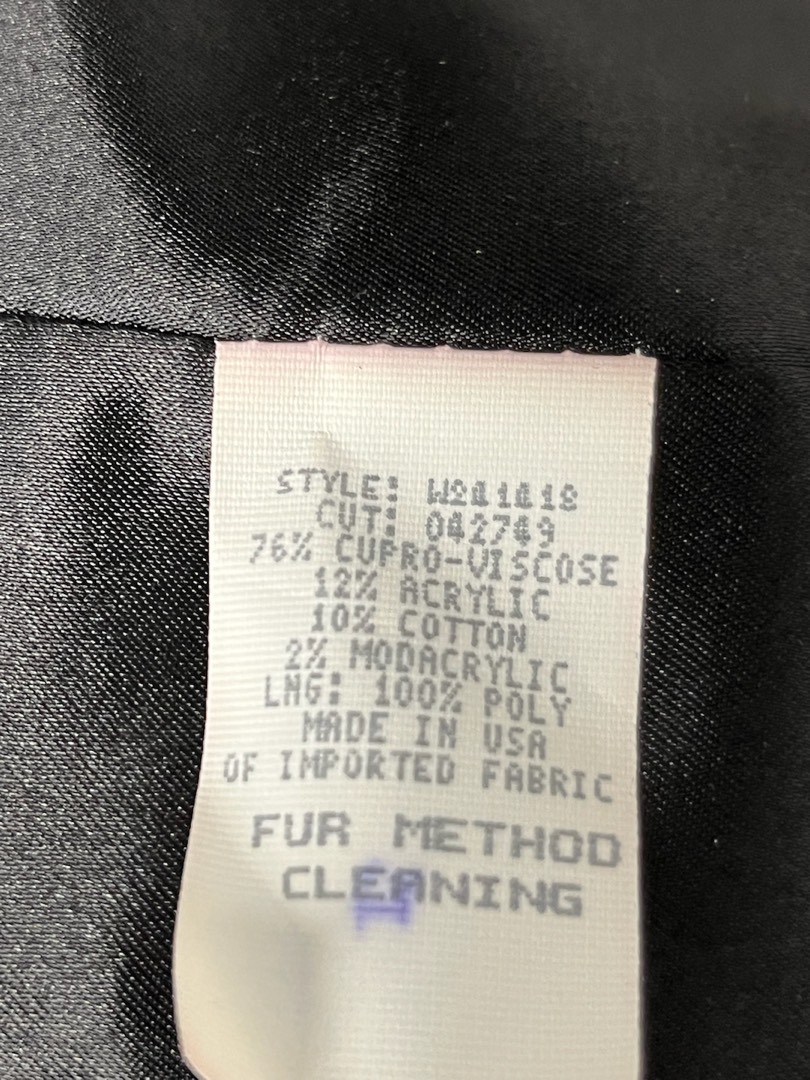 STYLE:
CUT: 042749
76% CUPRO-VISCOSE
12% ACRYLIC
10% COTTON
2% MODACRYLIC
LNG: 100% POLY
MADE IN USA
OF IMPORTED FABRIC
FUR METHOD
CLEANING